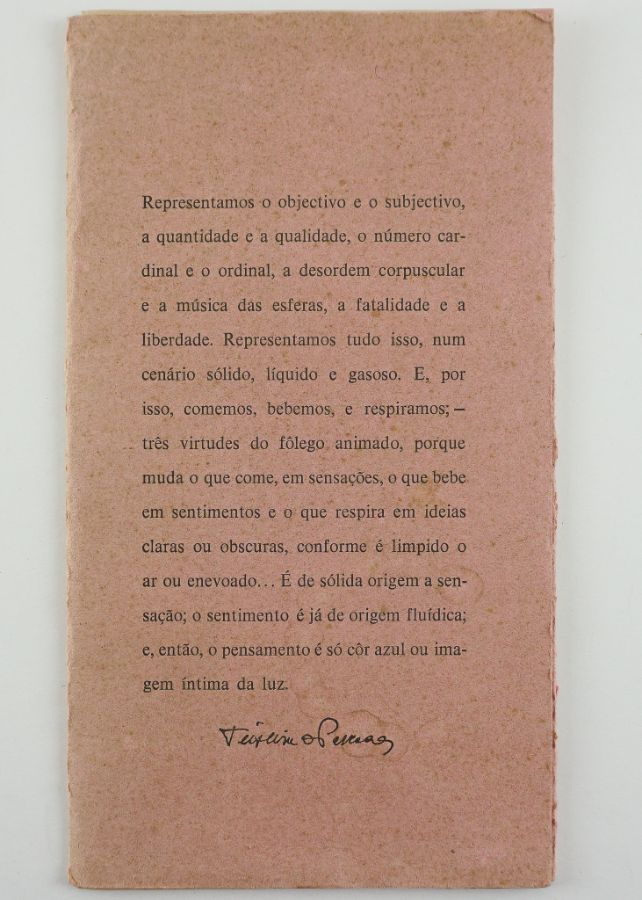 Representamos o objectivo e o subjectivo,
a quantidade e a qualidade, o número car-
dinal e o ordinal, a desordem corpuscular
e a música das esferas, a fatalidade e a
liberdade. Representamos tudo isso, num
cenário sólido, líquido e gasoso. E, por
isso, comemos, bebemos, e respiramos; —
três virtudes do fôlego animado, porque
muda o que come, em sensações, o que bebe
em sentimentos e o que respira em ideias
claras ou obscuras, conforme é limpido o
ar ou enevoado... É de sólida origem a sen-
sação; o sentimento é já de origem fluídica;
e, então, o pensamento é só côr azul ou ima-
gem íntima da luz.
Teixeira de Pascoaes